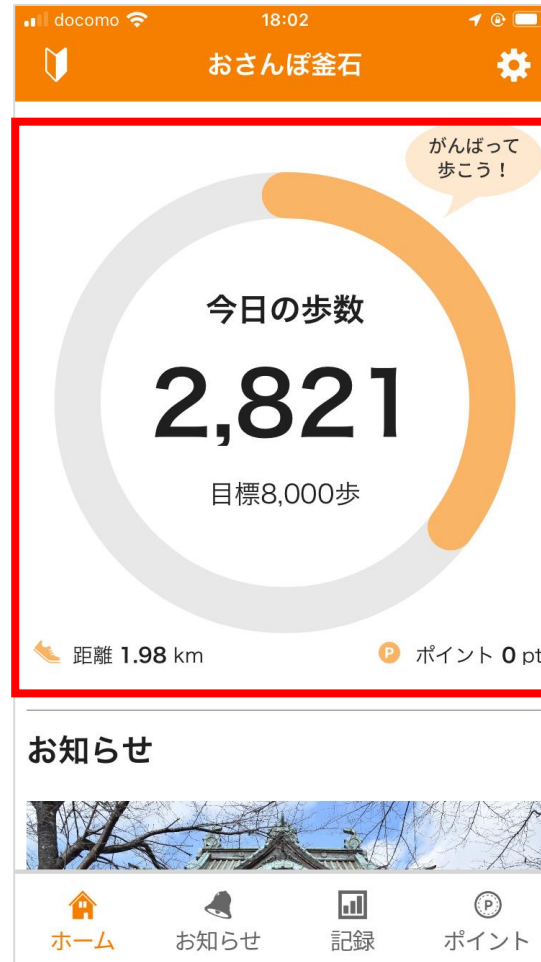 docomo 18:02
おさんぽ釜石
がんばって
歩こう！
今日の歩数
2,821
目標8,000歩
距離 1.98 km
P ポイント 0 pt
お知らせ
ホーム お知らせ 記録 P ポイント